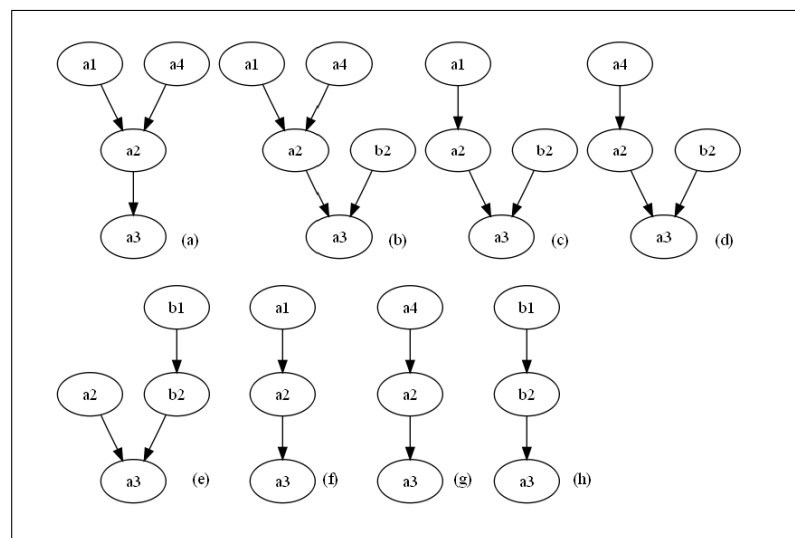 a1 a4 a1 a4 a1 a4
a2 a2 b2 a2 b2 a2 b2
a3 (a) a3 (b) a3 (c) a3 (d)
b1 a1 a4 b1
a2 b2 a2 a2 b2
a3 (e) a3 (f) a3 (g) a3 (h)